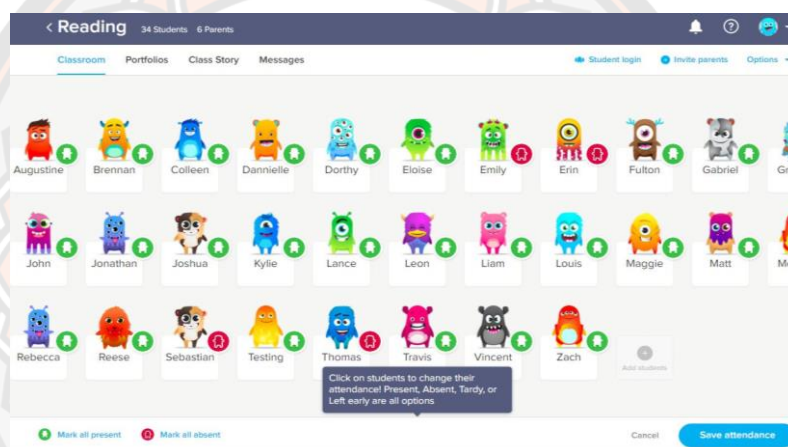 < Reading 34 Students 6 Parents
Classroom Portfolios Class Story Messages Student login Invite parents Options
Augustine Brennan Colleen Dannielle Dorthy Eloise Emily Erin Fulton Gabriel
John Jonathan Joshua Kylie Lance Leon Liam Louis Maggie Matt
Rebecca Reese Sebastian Testing Thomas Travis Vincent Zach Add students
Click on students to change their
attendance! Present, Absent, Tardy, or
Left early are all options
Mark all present Mark all absent Cancel Save attendance